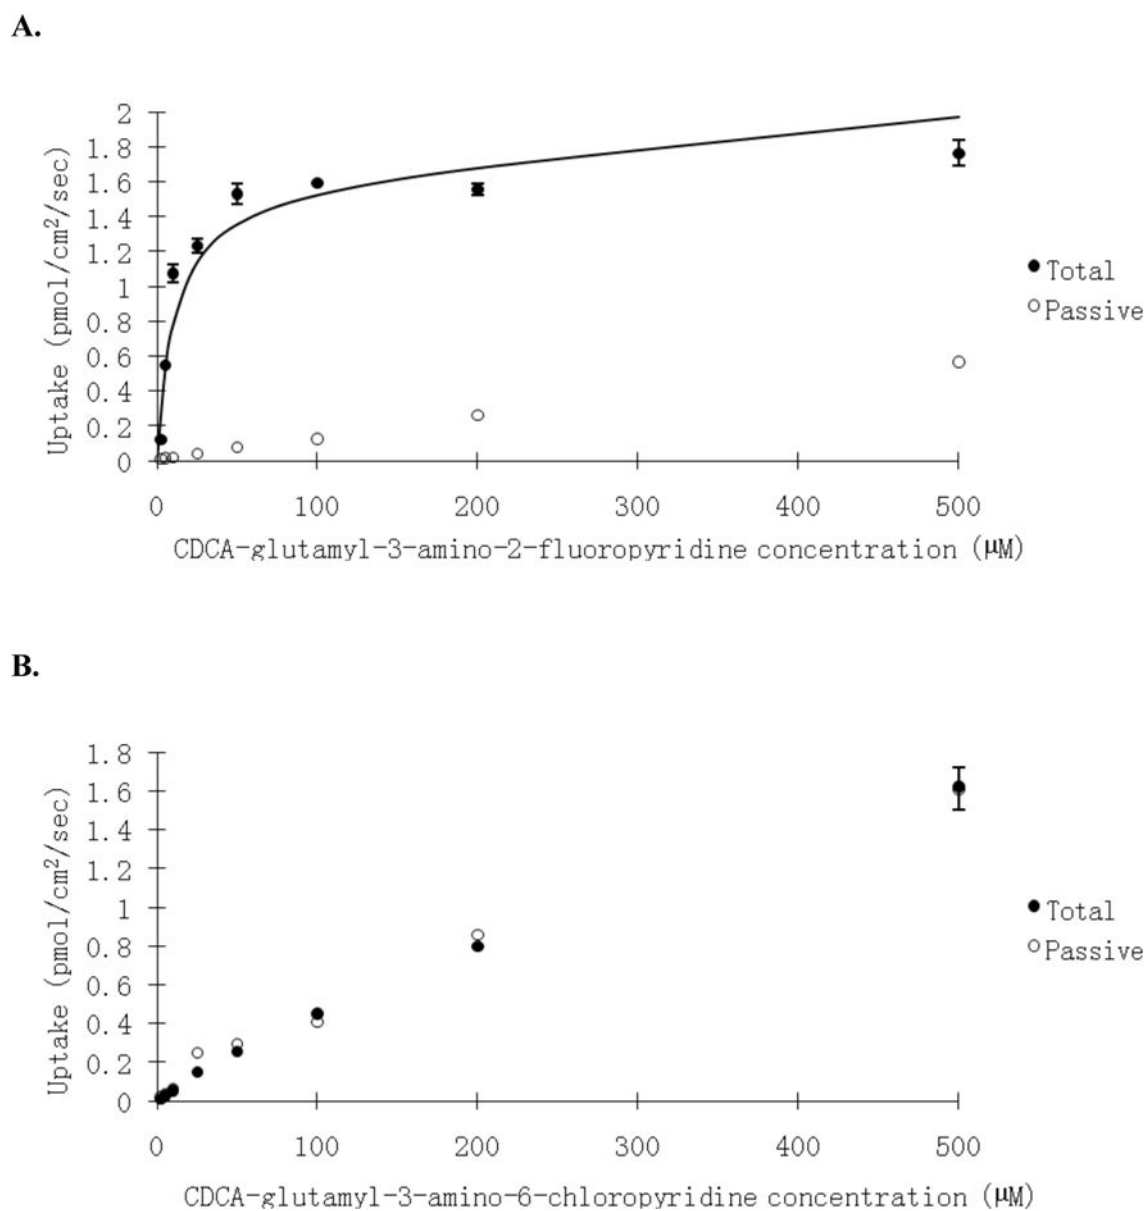 A.
2
1.8
1.6
1.4
1.2
1
0.8
0.6
0.4
0.2
0
Uptake (pmol/cm²/sec)
Total
Passive
0 100 200 300 400 500
CDCA-glutamyl-3-amino-2-fluoropyridine concentration (μM)
B.
1.8
1.6
1.4
1.2
1
0.8
0.6
0.4
0.2
0
Uptake (pmol/cm²/sec)
Total
Passive
0 100 200 300 400 500
CDCA-glutamyl-3-amino-6-chloropyridine concentration (μM)